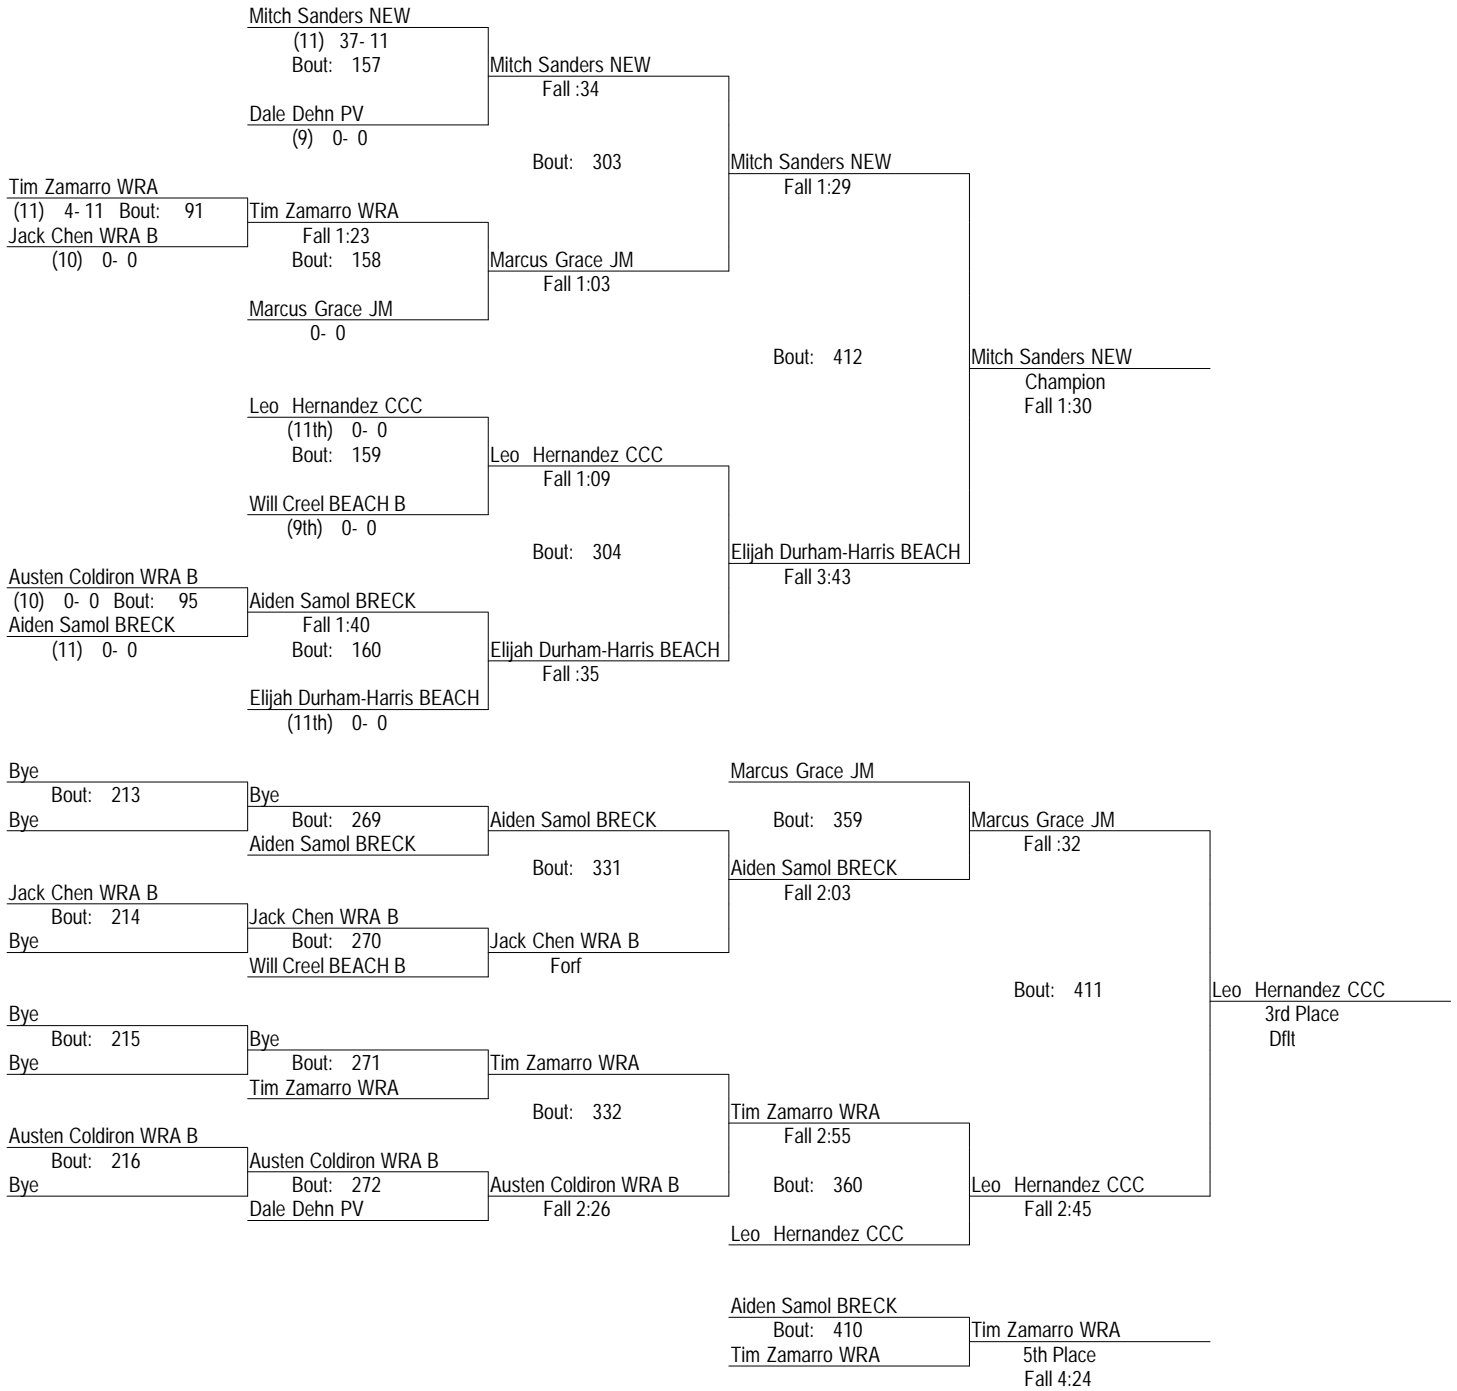 Mitch Sanders NEW
(11) 37- 11
Bout: 157
Mitch Sanders NEW
Fall :34
Dale Dehn PV
(9) 0- 0
Bout: 303
Mitch Sanders NEW
Fall 1:29
Tim Zamarro WRA
(11) 4- 11 Bout: 91
Tim Zamarro WRA
Jack Chen WRA B
Fall 1:23
(10) 0- 0
Bout: 158
Marcus Grace JM
Fall 1:03
Marcus Grace JM
0- 0
Bout: 412
Mitch Sanders NEW
Champion
Fall 1:30
Leo Hernandez CCC
(11th) 0- 0
Bout: 159
Leo Hernandez CCC
Fall 1:09
Will Creel BEACH B
(9th) 0- 0
Bout: 304
Elijah Durham-Harris BEACH
Fall 3:43
Austen Coldiron WRA B
(10) 0- 0 Bout: 95
Aiden Samol BRECK
Aiden Samol BRECK
Fall 1:40
(11) 0- 0
Bout: 160
Elijah Durham-Harris BEACH
Fall :35
Elijah Durham-Harris BEACH
(11th) 0- 0
Bye
Marcus Grace JM
Bout: 213
Bye
Bye
Bout: 269
Aiden Samol BRECK
Bout: 359
Marcus Grace JM
Aiden Samol BRECK
Fall :32
Bout: 331
Aiden Samol BRECK
Fall 2:03
Jack Chen WRA B
Bout: 214
Jack Chen WRA B
Bye
Bout: 270
Jack Chen WRA B
Will Creel BEACH B
Forf
Bout: 411
Leo Hernandez CCC
3rd Place
Dflt
Bye
Bout: 215
Bye
Bye
Bout: 271
Tim Zamarro WRA
Tim Zamarro WRA
Bout: 332
Tim Zamarro WRA
Fall 2:55
Austen Coldiron WRA B
Bout: 216
Austen Coldiron WRA B
Bye
Bout: 272
Austen Coldiron WRA B
Bout: 360
Leo Hernandez CCC
Dale Dehn PV
Fall 2:26
Fall 2:45
Leo Hernandez CCC
Aiden Samol BRECK
Bout: 410
Tim Zamarro WRA
Tim Zamarro WRA
5th Place
Fall 4:24